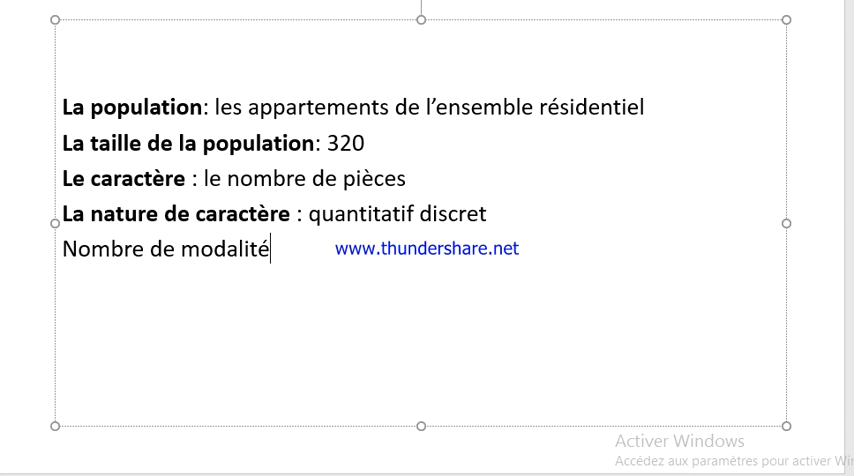 La population: les appartements de l’ensemble résidentiel
La taille de la population: 320
Le caractère : le nombre de pièces
La nature de caractère : quantitatif discret
Nombre de modalité www.thundershare.net
Activer Windows
Accédez aux paramètres pour activer